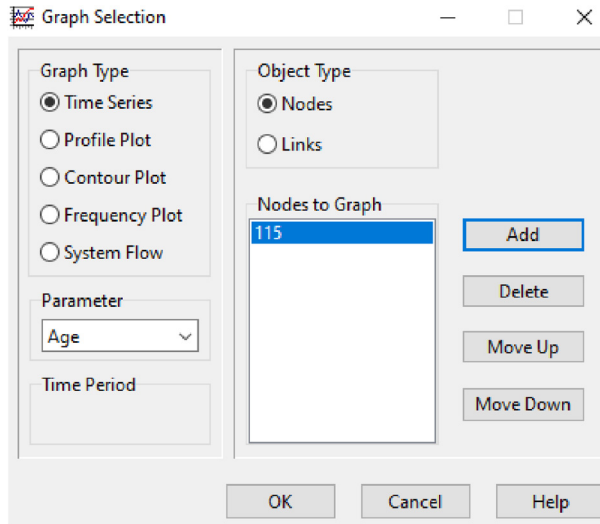 Graph Selection
Graph Type
Time Series
Profile Plot
Contour Plot
Frequency Plot
System Flow
Parameter
Age
Time Period
Object Type
Nodes
Links
Nodes to Graph
115
Add
Delete
Move Up
Move Down
OK
Cancel
Help